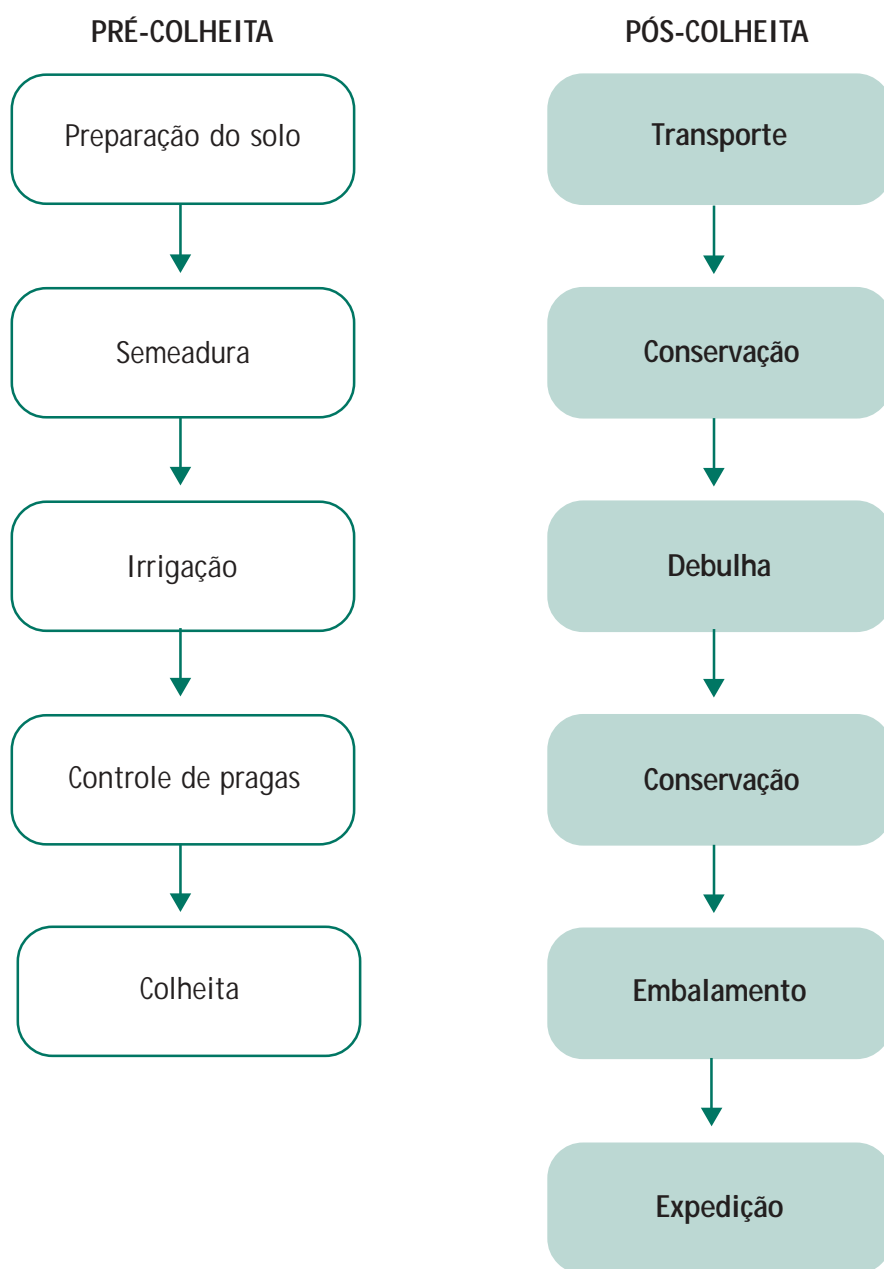 PRÉ-COLHEITA
Preparação do solo
Semeadura
Irrigação
Controle de pragas
Colheita
PÓS-COLHEITA
Transporte
Conservação
Debulha
Conservação
Embalamento
Expedição